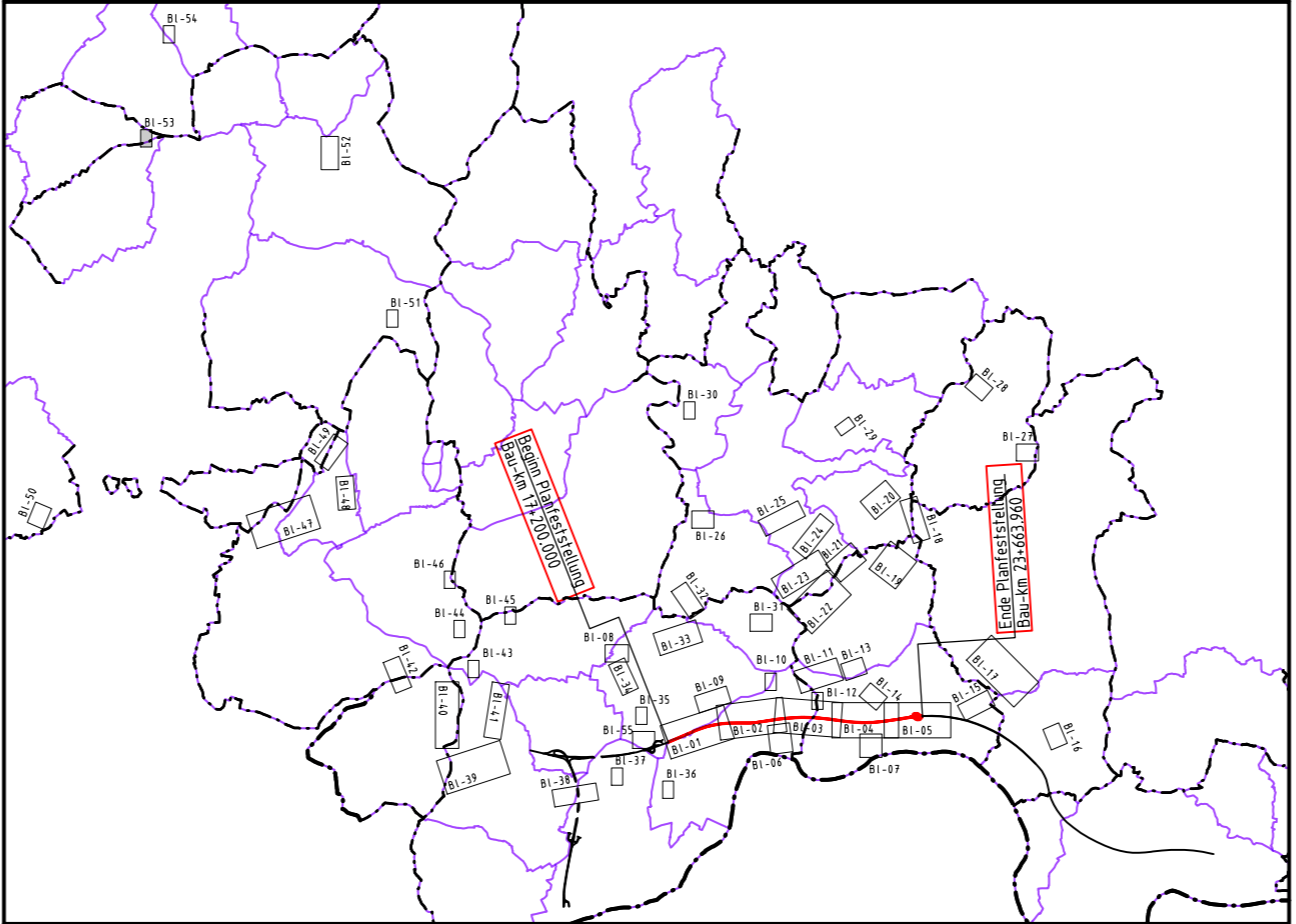 Bl-54
Bl-53
Bl-52
Bl-51
Bl-30
Bl-28
Bl-29
Bl-27
Bl-49
Bl-48
Bl-50
Bl-47
Beginn Planfeststellung
Bau-km 17+200.000
Bl-26
Bl-25
Bl-24
Bl-20
Bl-18
Bl-21
Bl-19
Bl-23
Bl-22
Ende Planfeststellung
Bau-km 23+663.960
Bl-46
Bl-45
Bl-44
Bl-32
Bl-31
Bl-33
Bl-08
Bl-34
Bl-43
Bl-42
Bl-40
Bl-41
Bl-35
Bl-55
Bl-09
Bl-10
Bl-11
Bl-13
Bl-12
Bl-14
Bl-17
Bl-15
Bl-16
Bl-01
Bl-02
Bl-03
Bl-04
Bl-05
Bl-06
Bl-07
Bl-39
Bl-38
Bl-37
Bl-36